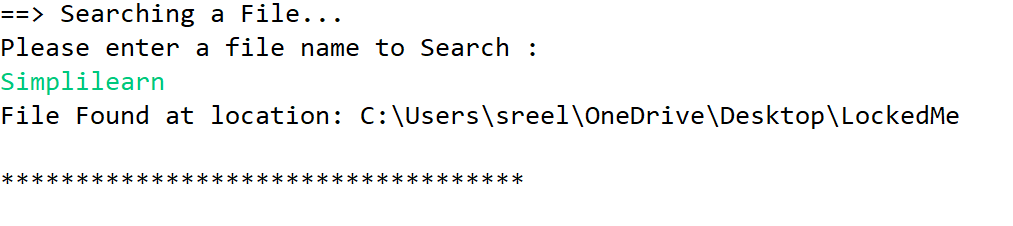 ==> Searching a File...
Please enter a file name to Search :
Simplilearn
File Found at location: C:\Users\sreel\OneDrive\Desktop\LockedMe
***********************************